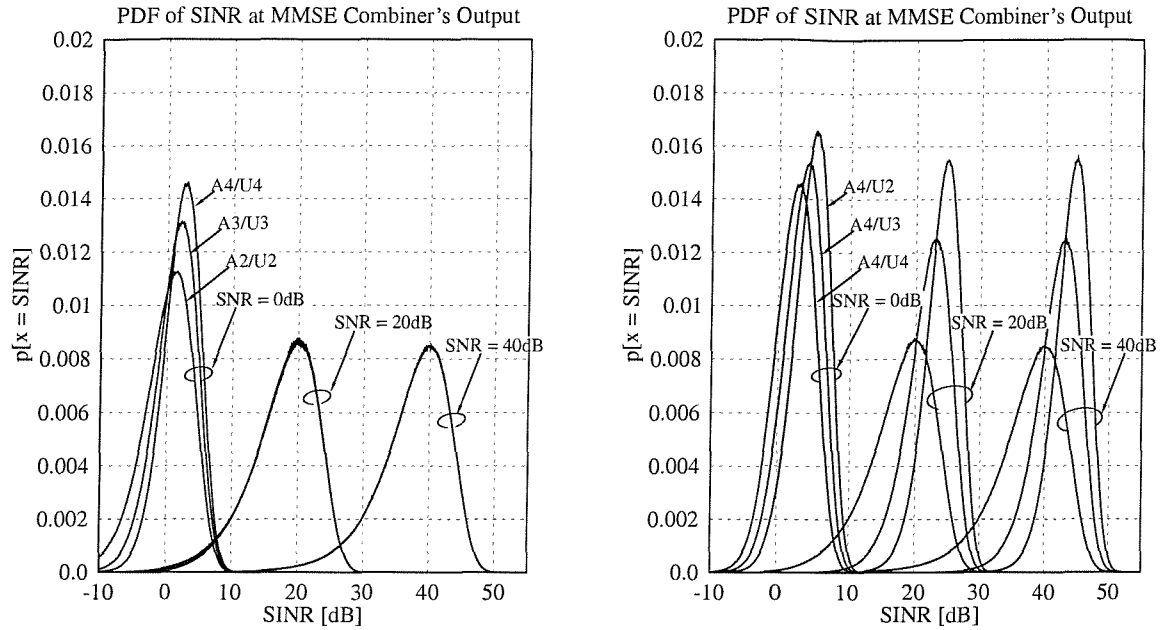 PDF of SINR at MMSE Combiner's Output
0.02
0.018
0.016
0.014
0.012
0.01
0.008
0.006
0.004
0.002
0.0
p[x = SINR]
A4/U4
A3/U3
A2/U2
SNR = 0dB
SNR = 20dB
SNR = 40dB
-10 0 10 20 30 40 50
SINR [dB]
PDF of SINR at MMSE Combiner's Output
0.02
0.018
0.016
0.014
0.012
0.01
0.008
0.006
0.004
0.002
0.0
p[x = SINR]
A4/U2
A4/U3
A4/U4
SNR = 0dB
SNR = 20dB
SNR = 40dB
-10 0 10 20 30 40 50
SINR [dB]